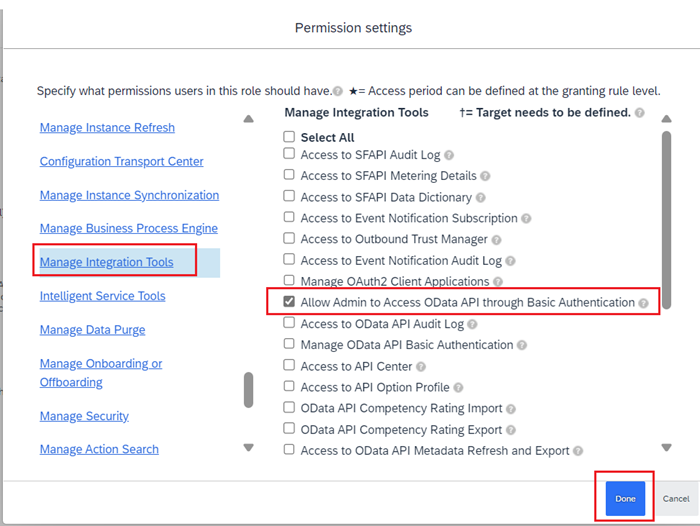 Permission settings
Specify what permissions users in this role should have. ★= Access period can be defined at the granting rule level.
Manage Instance Refresh
Configuration Transport Center
Manage Instance Synchronization
Manage Business Process Engine
Manage Integration Tools
Intelligent Service Tools
Manage Data Purge
Manage Onboarding or
Offboarding
Manage Security
Manage Action Search
Manage Integration Tools †= Target needs to be defined.
Select All
Access to SFAPI Audit Log
Access to SFAPI Metering Details
Access to SFAPI Data Dictionary
Access to Event Notification Subscription
Access to Outbound Trust Manager
Access to Event Notification Audit Log
Manage OAuth2 Client Applications
Allow Admin to Access OData API through Basic Authentication
Access to OData API Audit Log
Manage OData API Basic Authentication
Access to API Center
Access to API Option Profile
OData API Competency Rating Import
OData API Competency Rating Export
Access to OData API Metadata Refresh and Export
Done Cancel